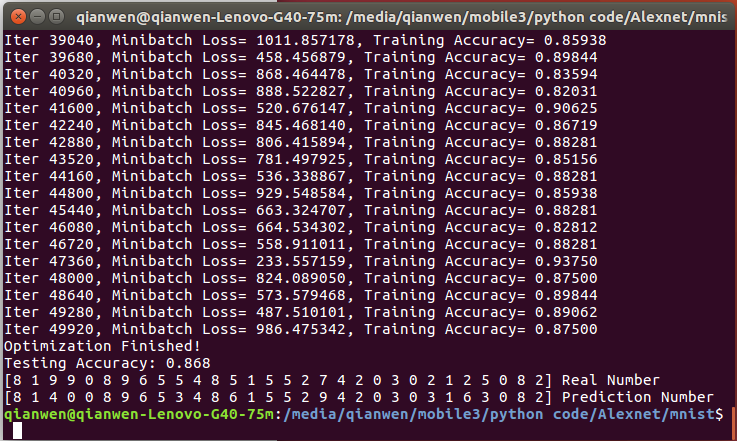 qianwen@qianwen-Lenovo-G40-75m: /media/qianwen/mobile3/python code/Alexnet/mnist
Iter 39040, Minibatch Loss= 1011.857178, Training Accuracy= 0.85938
Iter 39680, Minibatch Loss= 458.456879, Training Accuracy= 0.89844
Iter 40320, Minibatch Loss= 868.464478, Training Accuracy= 0.83594
Iter 40960, Minibatch Loss= 888.522827, Training Accuracy= 0.82031
Iter 41600, Minibatch Loss= 520.676147, Training Accuracy= 0.90625
Iter 42240, Minibatch Loss= 845.468140, Training Accuracy= 0.86719
Iter 42880, Minibatch Loss= 806.415894, Training Accuracy= 0.88281
Iter 43520, Minibatch Loss= 781.497925, Training Accuracy= 0.85156
Iter 44160, Minibatch Loss= 536.338867, Training Accuracy= 0.88281
Iter 44800, Minibatch Loss= 929.548584, Training Accuracy= 0.85938
Iter 45440, Minibatch Loss= 663.324707, Training Accuracy= 0.88281
Iter 46080, Minibatch Loss= 664.534302, Training Accuracy= 0.82812
Iter 46720, Minibatch Loss= 558.911011, Training Accuracy= 0.88281
Iter 47360, Minibatch Loss= 233.557159, Training Accuracy= 0.93750
Iter 48000, Minibatch Loss= 824.089050, Training Accuracy= 0.87500
Iter 48640, Minibatch Loss= 573.579468, Training Accuracy= 0.89844
Iter 49280, Minibatch Loss= 487.510101, Training Accuracy= 0.89062
Iter 49920, Minibatch Loss= 986.475342, Training Accuracy= 0.87500
Optimization Finished!
Testing Accuracy: 0.868
[8 1 9 9 0 8 9 6 5 5 4 8 5 1 5 5 2 7 4 2 0 3 0 2 1 2 5 0 8 2] Real Number
[8 1 4 0 0 8 9 6 5 3 4 8 6 1 5 5 2 9 4 2 0 3 0 3 1 6 3 0 8 2] Prediction Number
qianwen@qianwen-Lenovo-G40-75m:/media/qianwen/mobile3/python code/Alexnet/mnist$